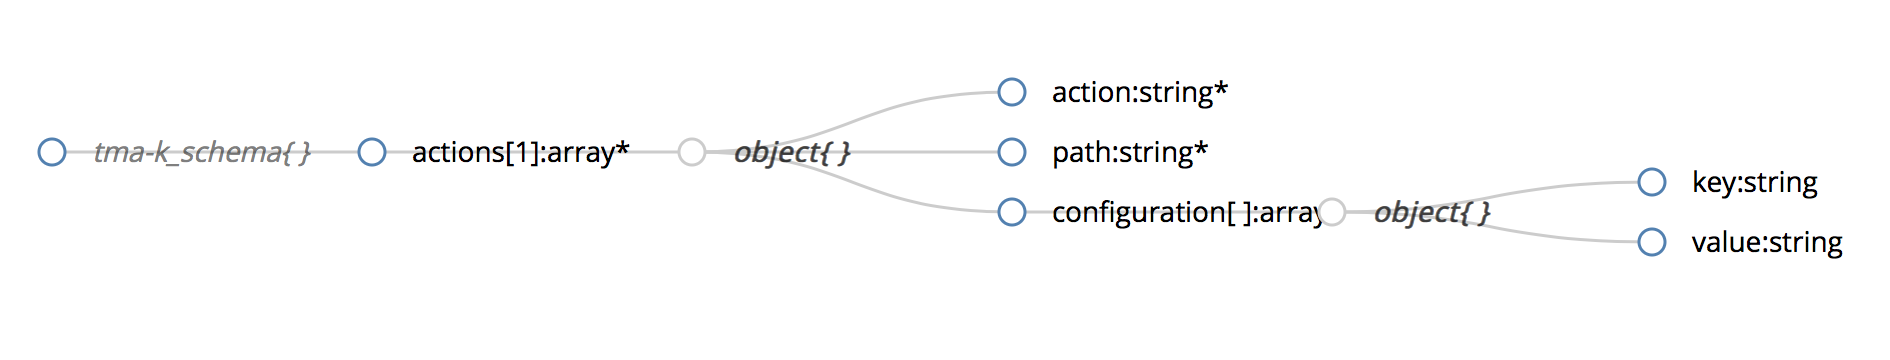 tma-k_schema{ }
actions[1]:array*
object{ }
action:string*
path:string*
configuration[ ]:array
object{ }
key:string
value:string